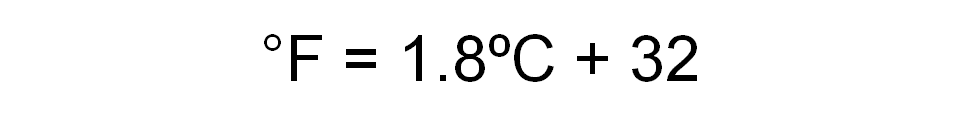 °F = 1.8ºC + 32